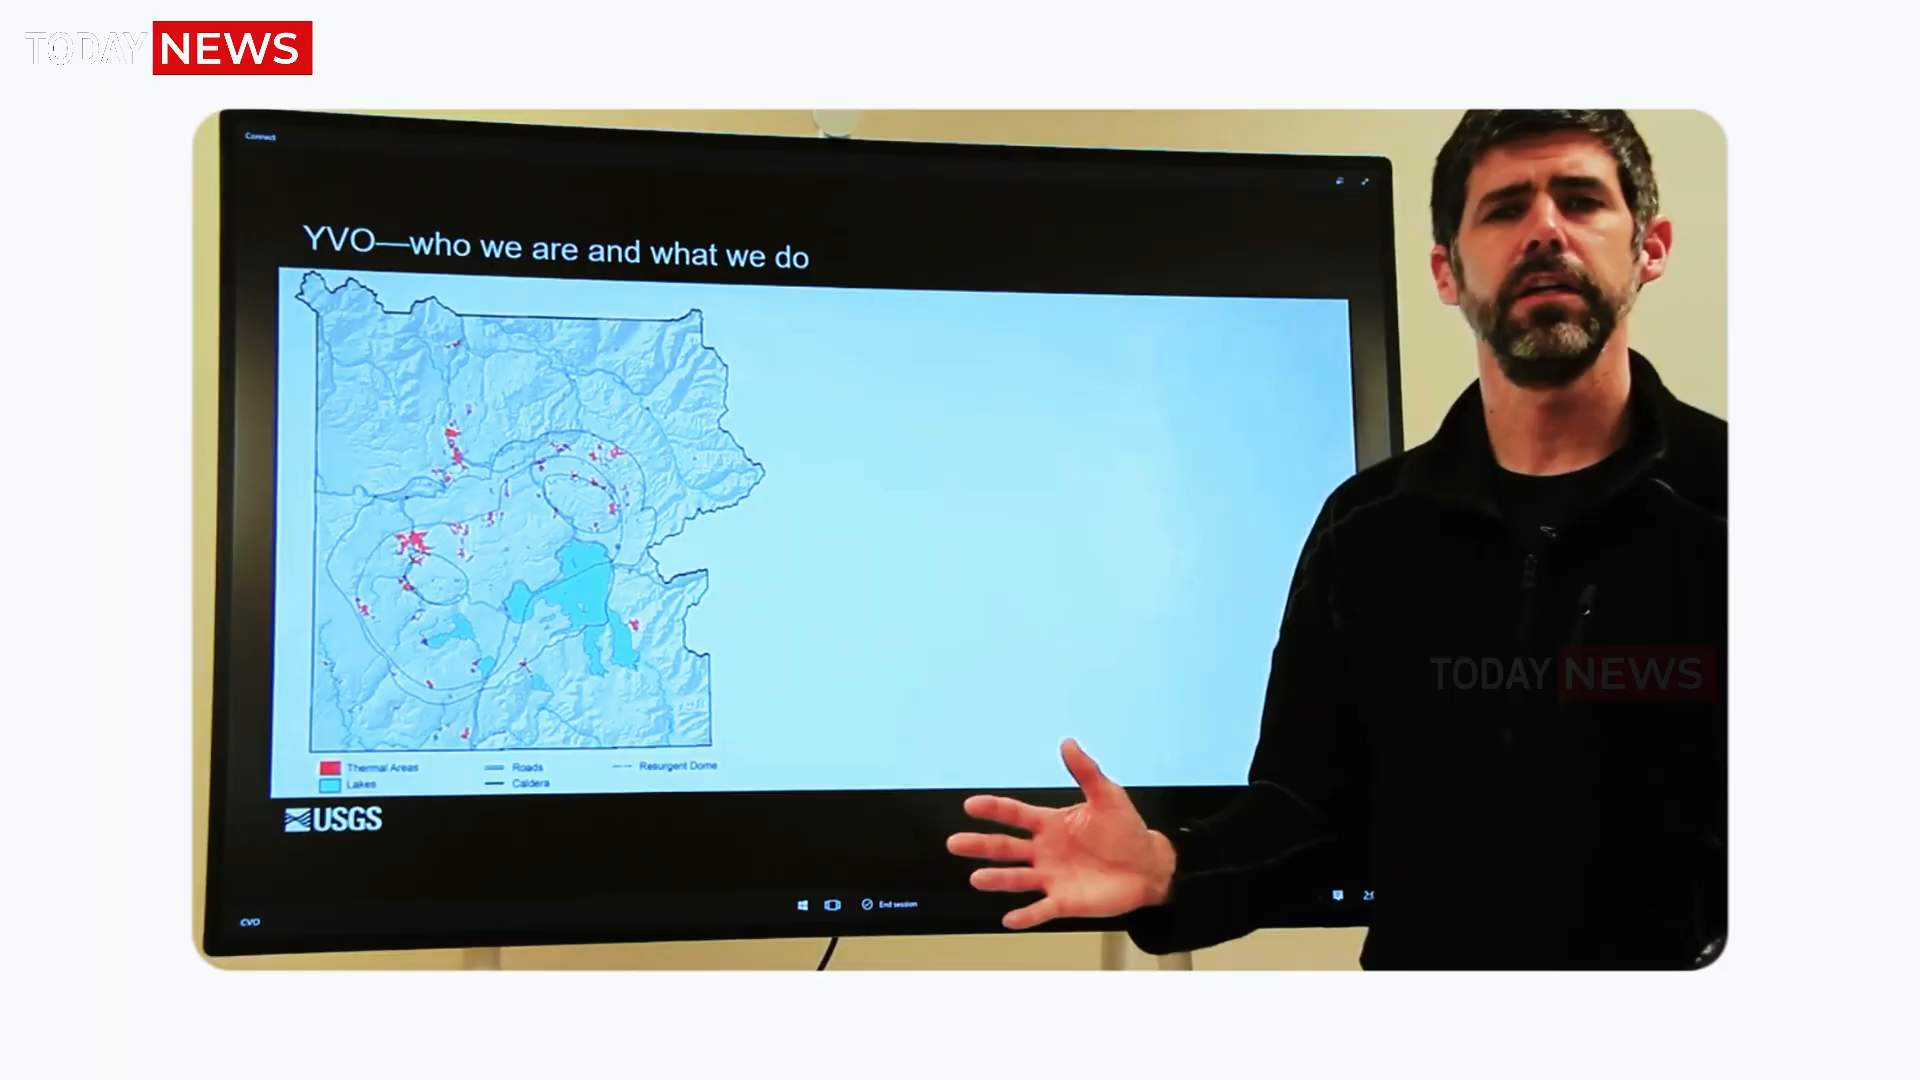 TODAY NEWS
Connect
YVO—who we are and what we do
Thermal Areas
Roads
Resurgent Dome
Lakes
Caldera
USGS
TODAY NEWS
End session
CVO